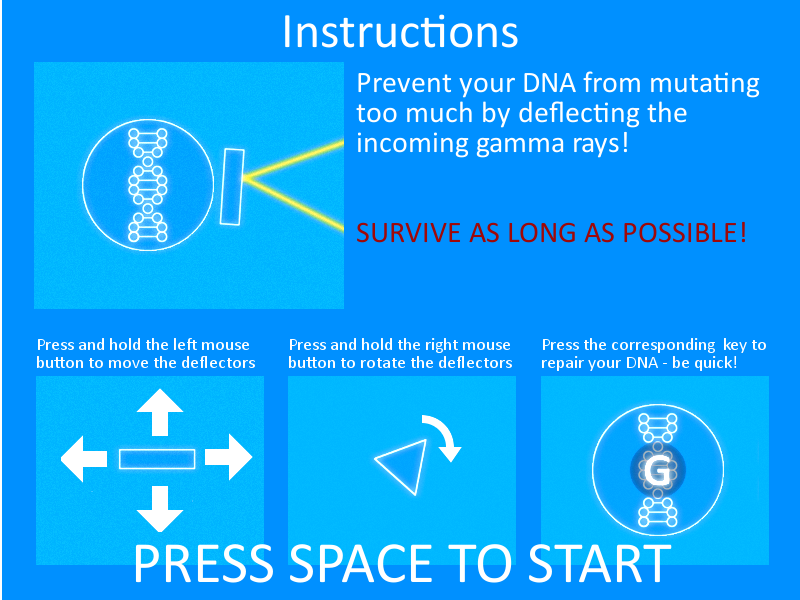 Instructions
Prevent your DNA from mutating
too much by deflecting the
incoming gamma rays!
SURVIVE AS LONG AS POSSIBLE!
Press and hold the left mouse
button to move the deflectors
Press and hold the right mouse
button to rotate the deflectors
Press the corresponding key to
repair your DNA - be quick!
G
PRESS SPACE TO START